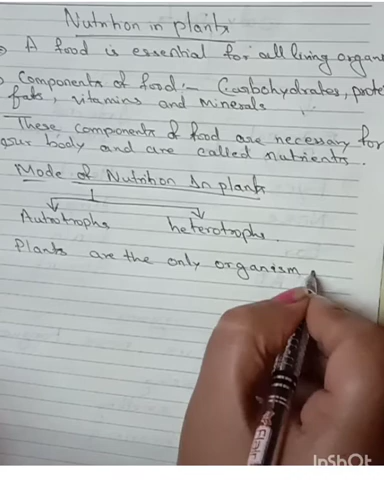 Nutrition in plants
A food is essential for all living organ
Components of food :- Carbohydrates, prote
fats, vitamins and Minerals.
These components of food are necessary for
our body and are called nutrients.
Mode of Nutrition In plants
Autotrophs heterotrophs.
Plants are the only organism
InShOt